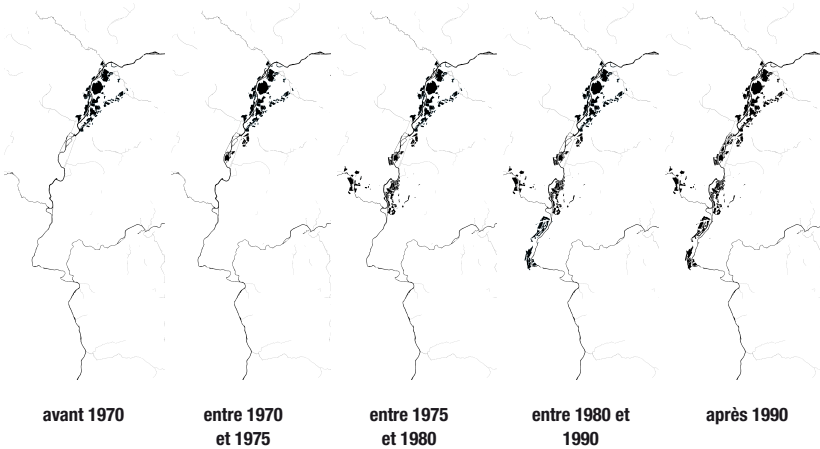 avant 1970
entre 1970
et 1975
entre 1975
et 1980
entre 1980 et
1990
après 1990